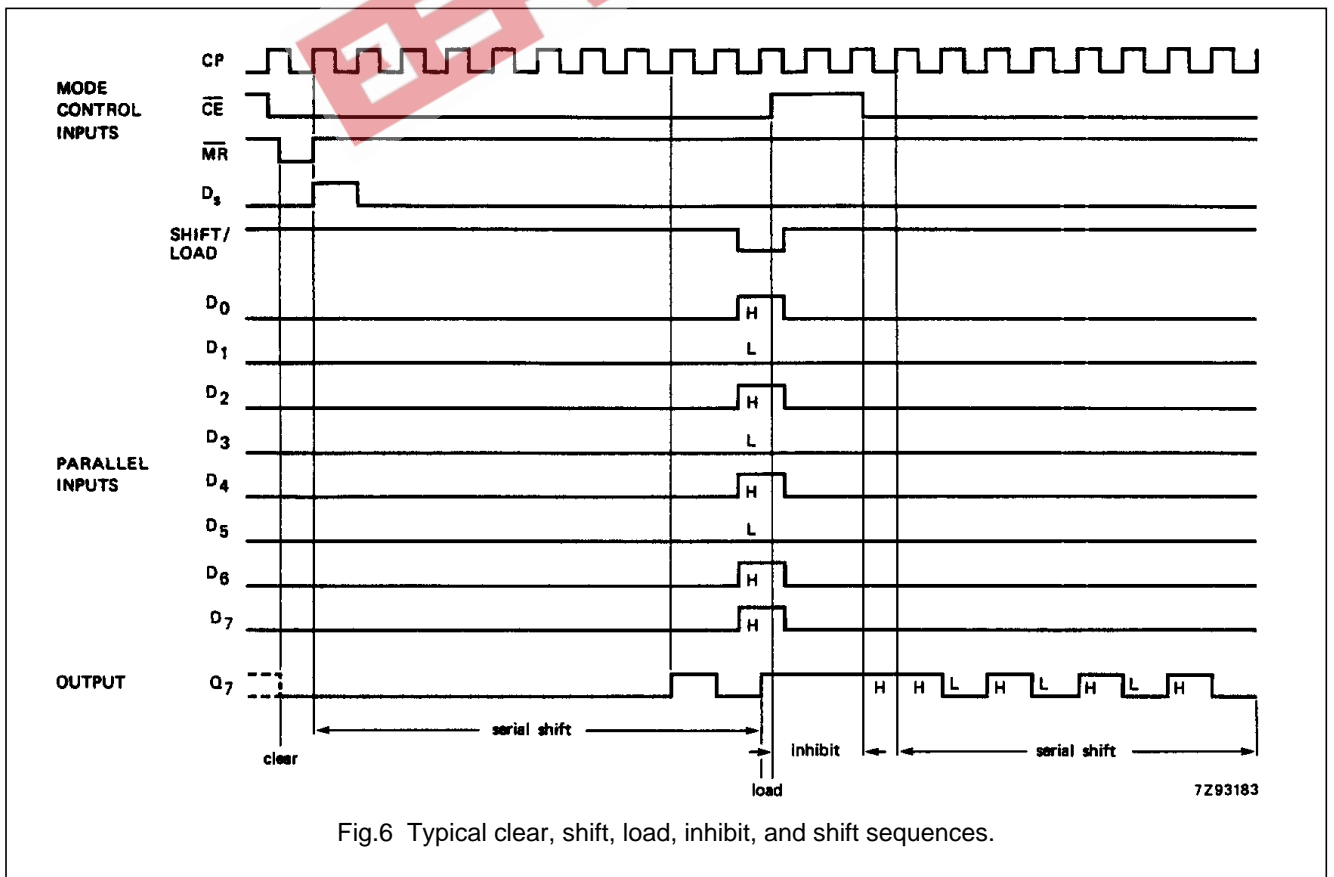 CP
MODE
CONTROL
INPUTS
CE
MR
Ds
SHIFT/
LOAD
D0
H
D1
L
D2
H
D3
L
PARALLEL
INPUTS
D4
H
D5
L
D6
H
D7
H
OUTPUT
Q7
H H L H L H L H
serial shift
clear
inhibit
serial shift
load
7Z93183
Fig.6 Typical clear, shift, load, inhibit, and shift sequences.